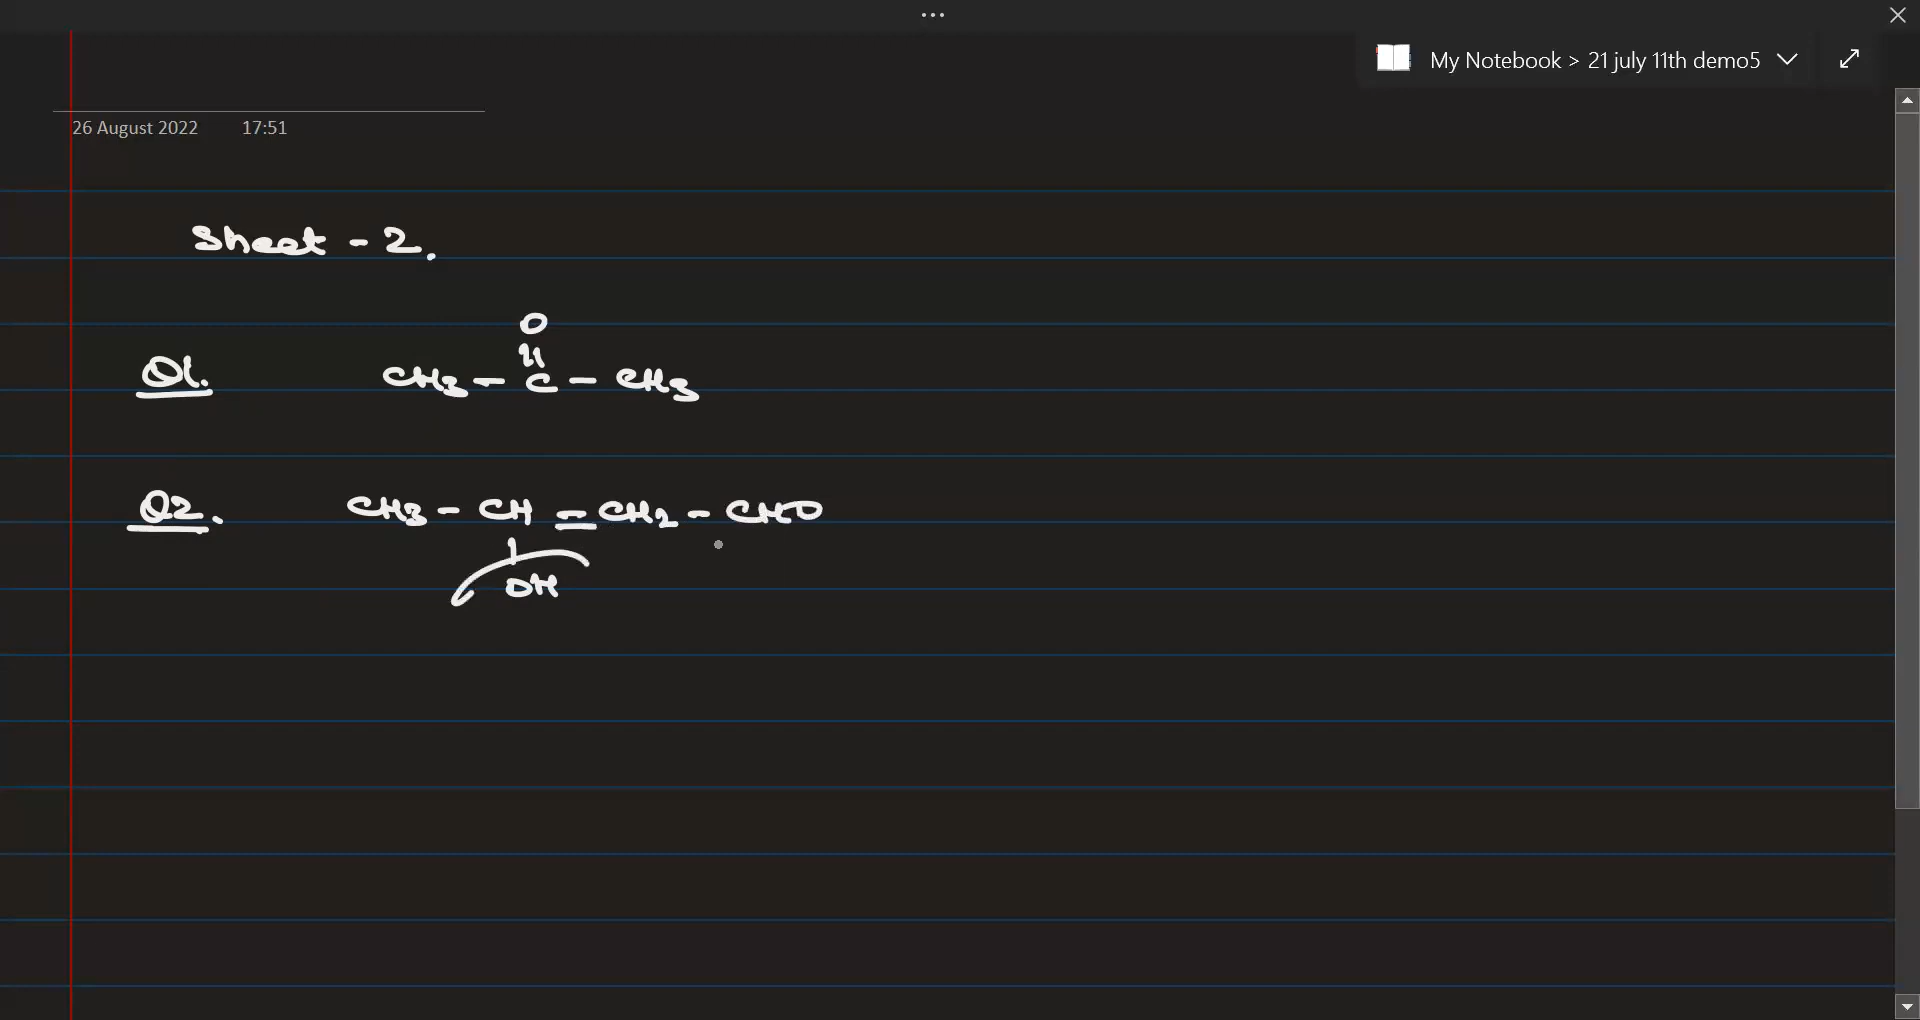 ...
My Notebook > 21 july 11th demo5
26 August 2022 17:51
Sheet - 2.
O
||
Q1. CH3 - C - CH3
Q2. CH3 - CH = CH2 - CHO
|
OH